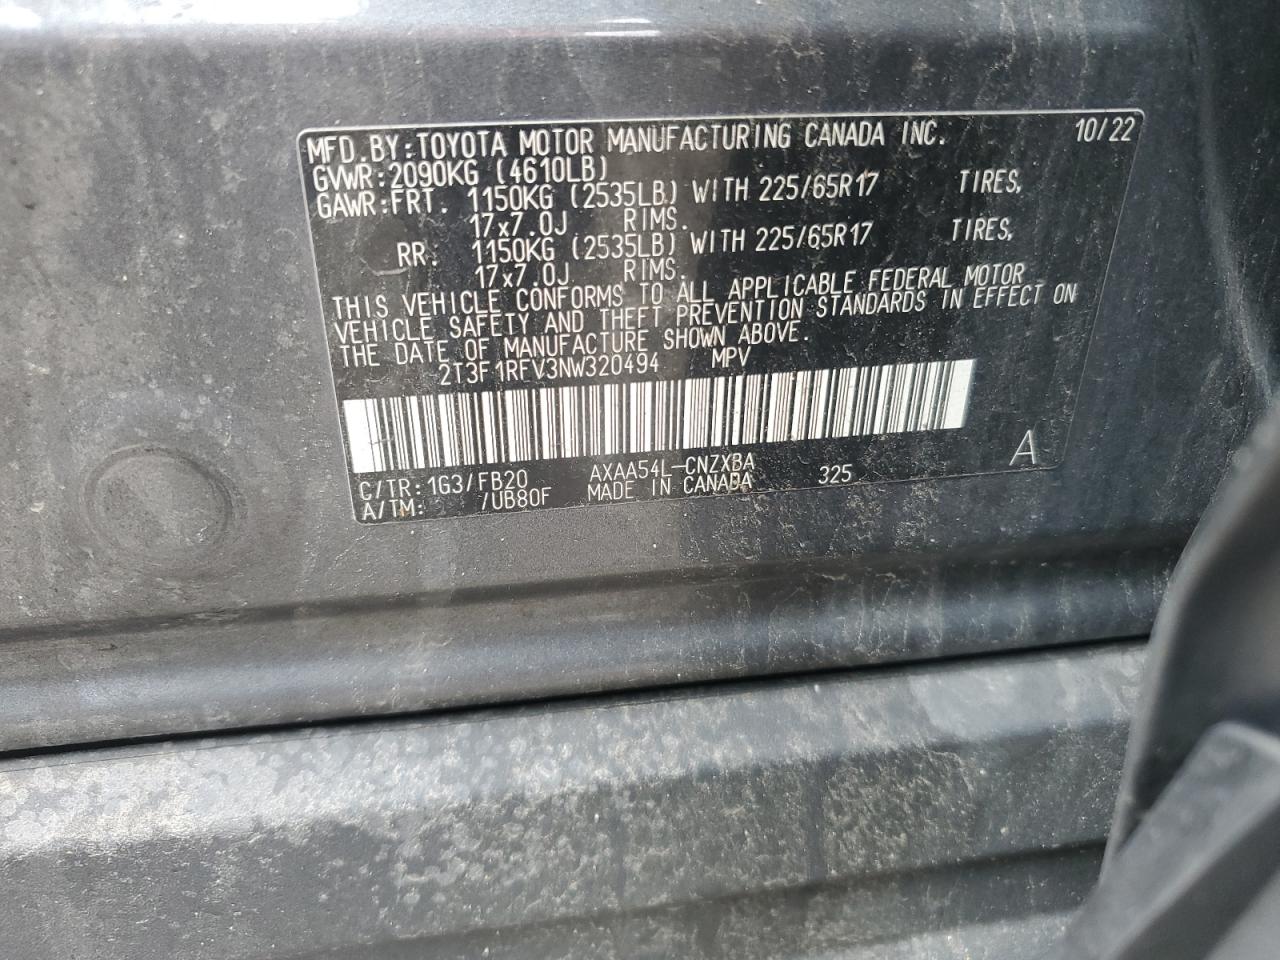 MFD. BY: TOYOTA MOTOR MANUFACTURING CANADA INC. 10/22
GVWR: 2090KG (4610LB)
GAWR: FRT. 1150KG (2535LB) WITH 225/65R17 TIRES,
17x7.0J RIMS.
RR. 1150KG (2535LB) WITH 225/65R17 TIRES,
17x7.0J RIMS.
THIS VEHICLE CONFORMS TO ALL APPLICABLE FEDERAL MOTOR
VEHICLE SAFETY AND THEFT PREVENTION STANDARDS IN EFFECT ON
THE DATE OF MANUFACTURE SHOWN ABOVE.
2T3F1RFV3NW320494 MPV
C/TR: 1G3/FB20 AXAA54L-CNZXBA 325 A
A/TM: /UB80F MADE IN CANADA